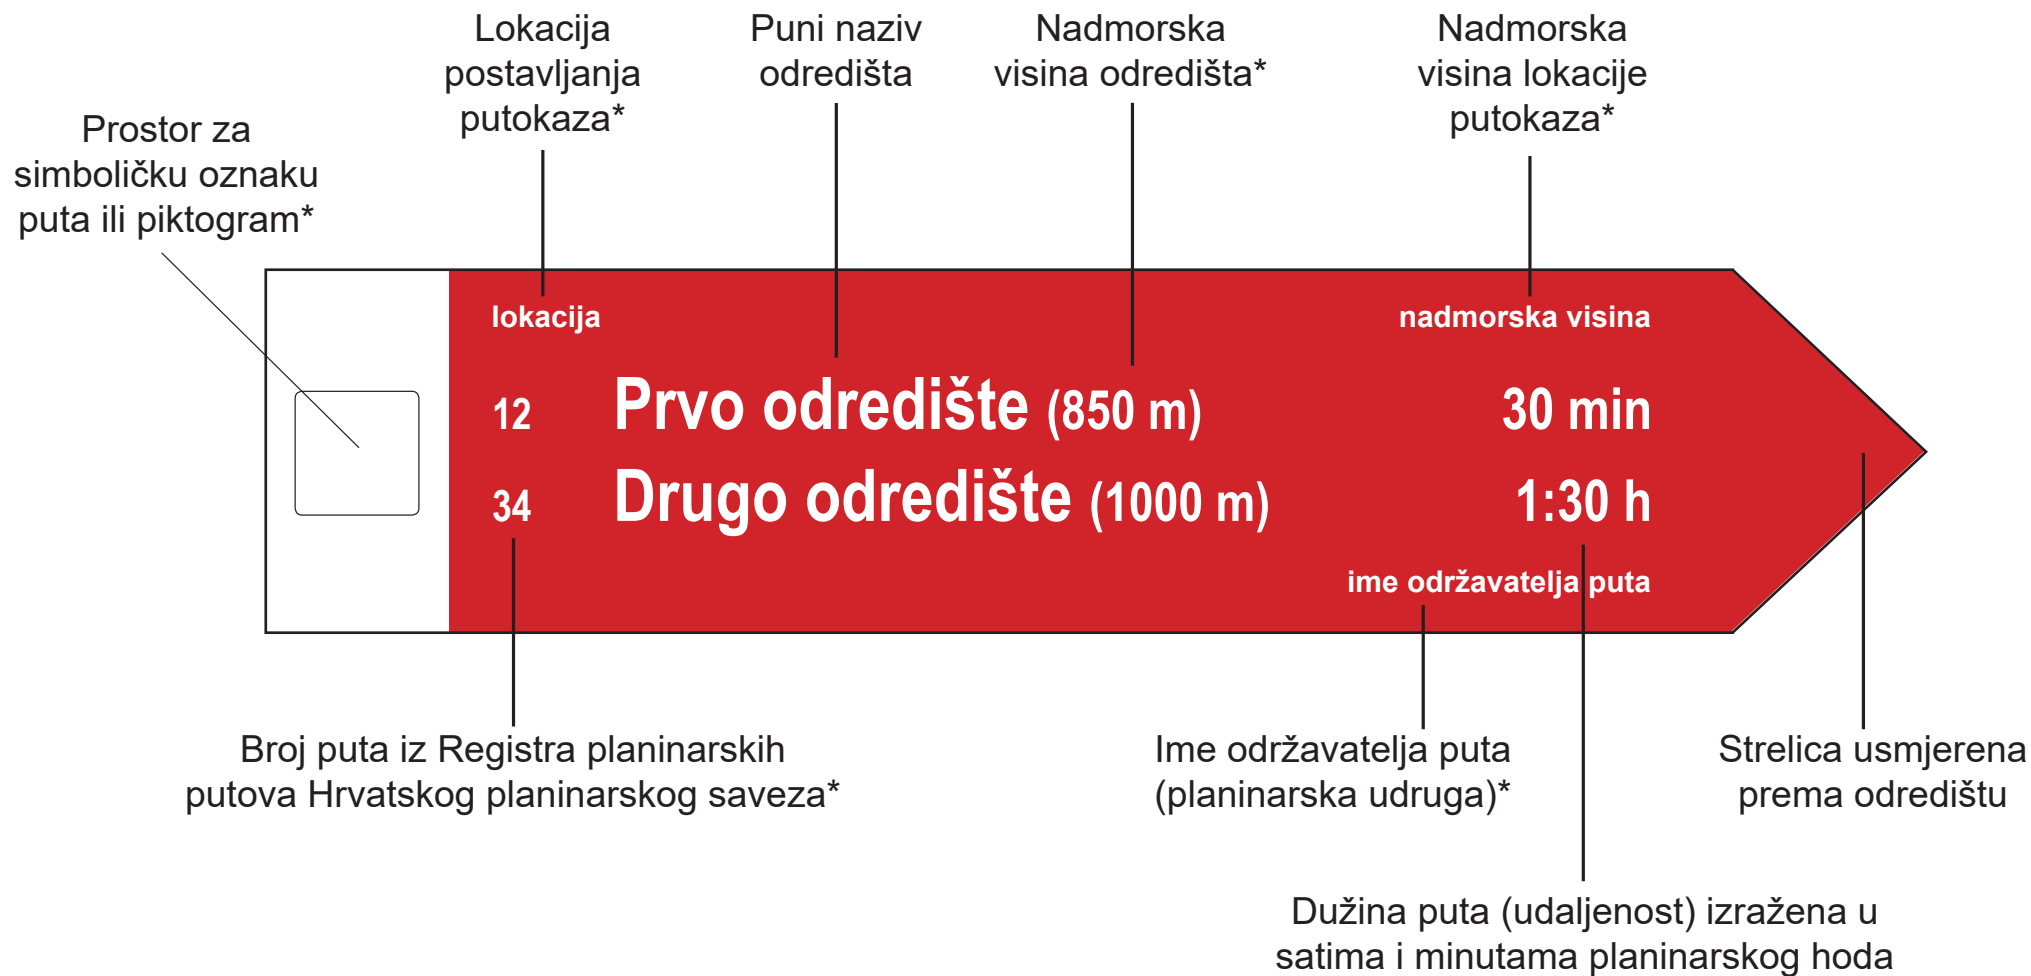 Lokacija
postavljanja
putokaza*
Puni naziv
odredišta
Nadmorska
visina odredišta*
Nadmorska
visina lokacije
putokaza*
Prostor za
simboličku oznaku
puta ili piktogram*
lokacija
nadmorska visina
12 Prvo odredište (850 m) 30 min
34 Drugo odredište (1000 m) 1:30 h
ime održavatelja puta
Broj puta iz Registra planinarskih
putova Hrvatskog planinarskog saveza*
Ime održavatelja puta
(planinarska udruga)*
Strelica usmjerena
prema odredištu
Dužina puta (udaljenost) izražena u
satima i minutama planinarskog hoda